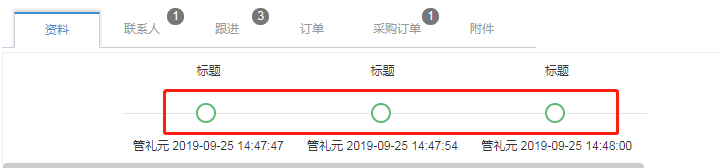 资料 联系人 1 跟进 3 订单 采购订单 1 附件
标题 标题 标题
管礼元 2019-09-25 14:47:47 管礼元 2019-09-25 14:47:54 管礼元 2019-09-25 14:48:00